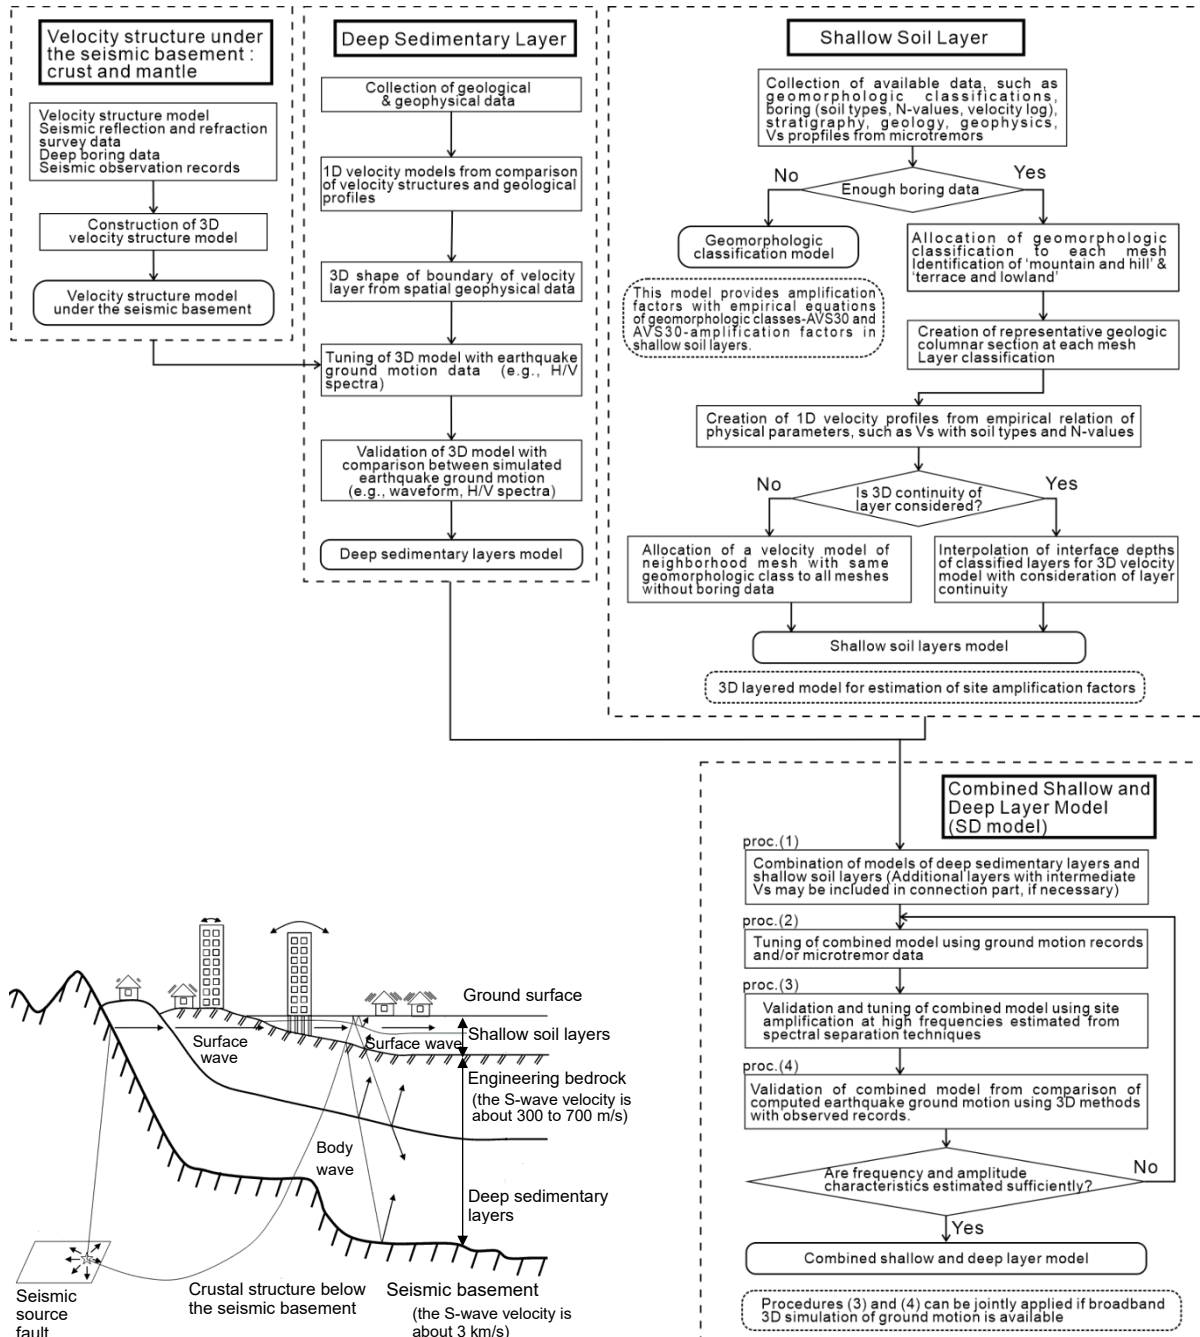 Velocity structure under
the seismic basement :
crust and mantle
Velocity structure model
Seismic reflection and refraction
survey data
Deep boring data
Seismic observation records
Construction of 3D
velocity structure model
Velocity structure model
under the seismic basement
Deep Sedimentary Layer
Collection of geological
& geophysical data
1D velocity models from comparison
of velocity structures and geological
profiles
3D shape of boundary of velocity
layer from spatial geophysical data
Tuning of 3D model with earthquake
ground motion data (e.g., H/V
spectra)
Validation of 3D model with
comparison between simulated
earthquake ground motion
(e.g., waveform, H/V spectra)
Deep sedimentary layers model
Shallow Soil Layer
Collection of available data, such as
geomorphologic classifications,
boring (soil types, N-values, velocity log),
stratigraphy, geology, geophysics,
Vs propfiles from microtremors
No
Enough boring data
Yes
Geomorphologic
classification model
This model provides amplification
factors with empirical equations
of geomorphologic classes-AVS30 and
AVS30-amplification factors in
shallow soil layers.
Allocation of geomorphologic
classification to each mesh
Identification of 'mountain and hill' &
'terrace and lowland'
Creation of representative geologic
columnar section at each mesh
Layer classification
Creation of 1D velocity profiles from empirical relation of
physical parameters, such as Vs with soil types and N-values
No
Is 3D continuity of
layer considered?
Yes
Allocation of a velocity model of
neighborhood mesh with same
geomorphologic class to all meshes
without boring data
Interpolation of interface depths
of classified layers for 3D velocity
model with consideration of layer
continuity
Shallow soil layers model
3D layered model for estimation of site amplification factors
Combined Shallow and
Deep Layer Model
(SD model)
proc.(1)
Combination of models of deep sedimentary layers and
shallow soil layers (Additional layers with intermediate
Vs may be included in connection part, if necessary)
proc.(2)
Tuning of combined model using ground motion records
and/or microtremor data
proc.(3)
Validation and tuning of combined model using site
amplification at high frequencies estimated from
spectral separation techniques
proc.(4)
Validation of combined model from comparison of
computed earthquake ground motion using 3D methods
with observed records.
Are frequency and amplitude
characteristics estimated sufficiently?
No
Yes
Combined shallow and deep layer model
Procedures (3) and (4) can be jointly applied if broadband
3D simulation of ground motion is available
Ground surface
Shallow soil layers
Surface
wave
Surface wave
Engineering bedrock
(the S-wave velocity is
about 300 to 700 m/s)
Body
wave
Deep sedimentary
layers
Seismic
source
fault
Crustal structure below
the seismic basement
Seismic basement
(the S-wave velocity is
about 3 km/s)